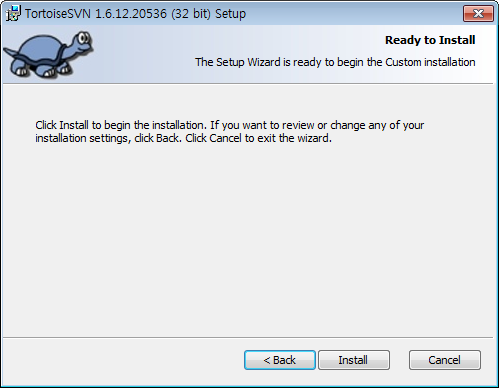 TortoiseSVN 1.6.12.20536 (32 bit) Setup
Ready to Install
The Setup Wizard is ready to begin the Custom installation
Click Install to begin the installation. If you want to review or change any of your
installation settings, click Back. Click Cancel to exit the wizard.
< Back Install Cancel